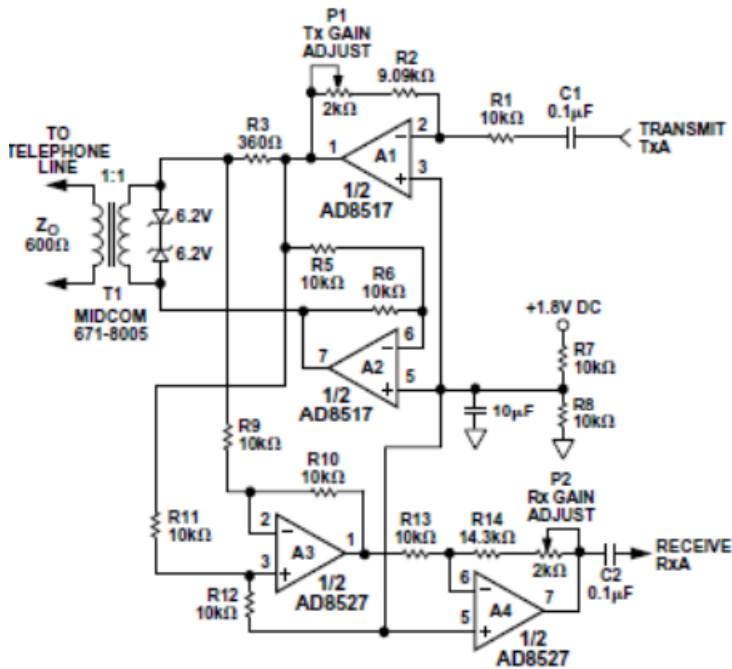 P1
Tx GAIN
ADJUST
2kΩ
R2
9.09kΩ
R1
10kΩ
C1
0.1µF
TRANSMIT
TxA
R3
360Ω
1
2
3
A1
1/2
AD8517
TO
TELEPHONE
LINE
1:1
ZO
600Ω
6.2V
6.2V
T1
MIDCOM
671-8005
R5
10kΩ
R6
10kΩ
7
6
5
A2
1/2
AD8517
+1.8V DC
R7
10kΩ
R8
10kΩ
10µF
R9
10kΩ
R10
10kΩ
R11
10kΩ
R12
10kΩ
2
3
1
A3
1/2
AD8527
R13
10kΩ
R14
14.3kΩ
P2
Rx GAIN
ADJUST
2kΩ
6
5
7
A4
1/2
AD8527
C2
0.1µF
RECEIVE
RxA